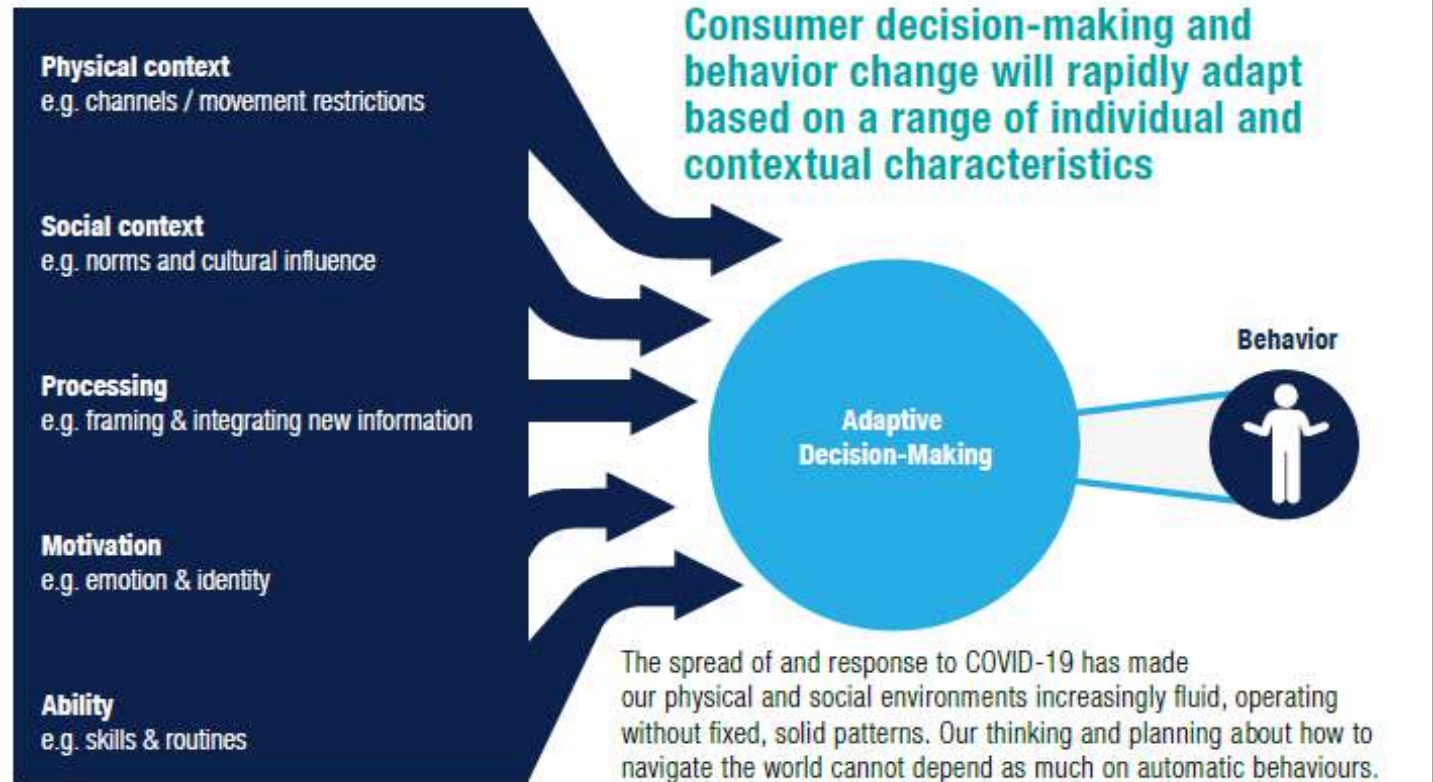 Consumer decision-making and
behavior change will rapidly adapt
based on a range of individual and
contextual characteristics
Physical context
e.g. channels / movement restrictions
Social context
e.g. norms and cultural influence
Processing
e.g. framing & integrating new information
Motivation
e.g. emotion & identity
Ability
e.g. skills & routines
Adaptive
Decision-Making
Behavior
The spread of and response to COVID-19 has made
our physical and social environments increasingly fluid, operating
without fixed, solid patterns. Our thinking and planning about how to
navigate the world cannot depend as much on automatic behaviours.